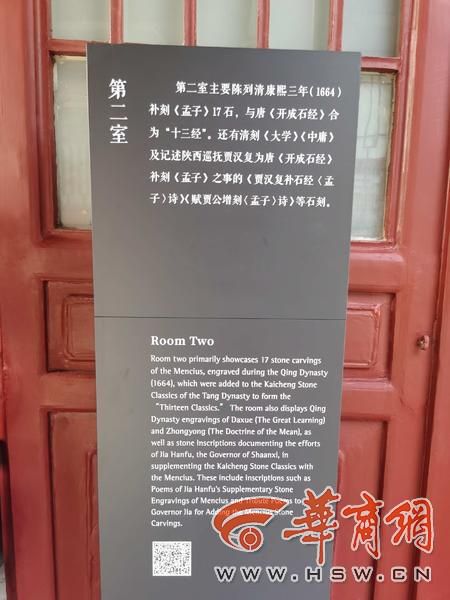 第二室
第二室主要陈列清康熙三年(1664)
补刻《孟子》17石，与唐《开成石经》合
为“十三经”。还有清刻《大学》《中庸》
及记述陕西巡抚贾汉复为唐《开成石经》
补刻《孟子》之事的《贾汉复补石经〈孟
子〉诗》《赋贾公增刻〈孟子〉诗》等石刻。
Room Two
Room two primarily showcases 17 stone carvings
of the Mencius, engraved during the Qing Dynasty
(1664), which were added to the Kaicheng Stone
Classics of the Tang Dynasty to form the
“Thirteen Classics.” The room also displays Qing
Dynasty engravings of Daxue (The Great Learning)
and Zhongyong (The Doctrine of the Mean), as
well as stone inscriptions documenting the efforts
of Jia Hanfu, the Governor of Shaanxi, in
supplementing the Kaicheng Stone Classics with
the Mencius. These include inscriptions such as
Poems of Jia Hanfu's Supplementary Stone
Engravings of Mencius and Tribute Poems to
Governor Jia for Adding the Mencius Stone
Carvings.
华商网
WWW.HSW.CN